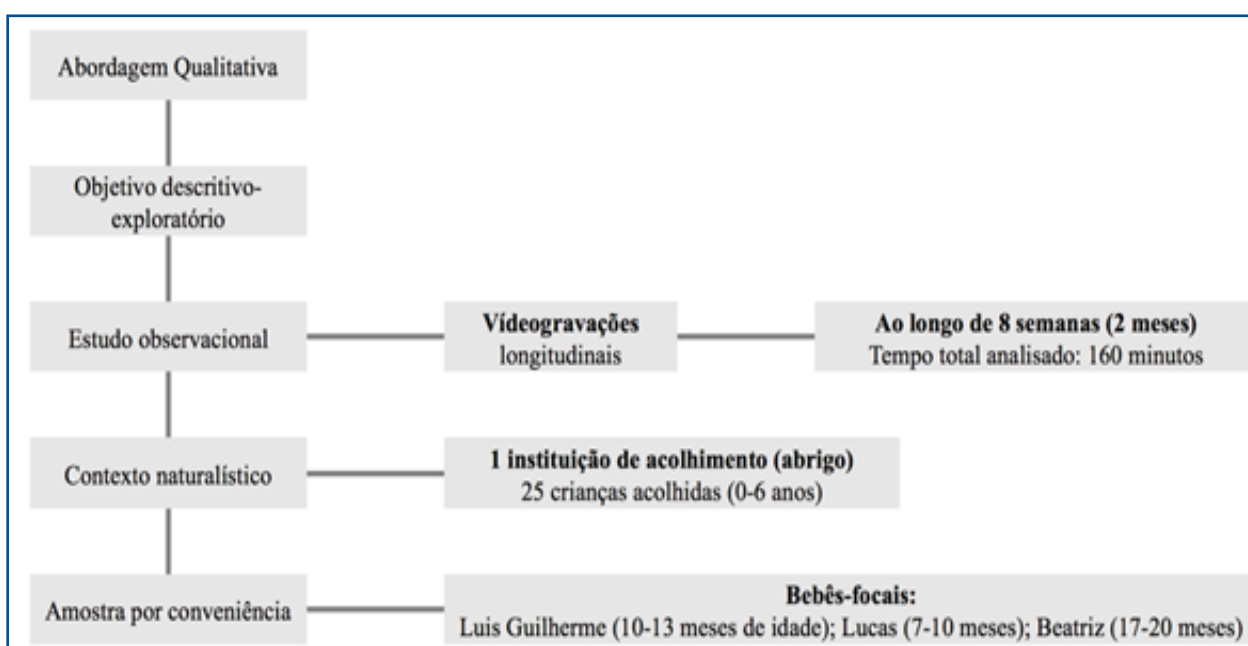 Abordagem Qualitativa
Objetivo descritivo-
exploratório
Estudo observacional
Vídeogravações
longitudinais
Ao longo de 8 semanas (2 meses)
Tempo total analisado: 160 minutos
Contexto naturalístico
1 instituição de acolhimento (abrigo)
25 crianças acolhidas (0-6 anos)
Amostra por conveniência
Bebês-focais:
Luis Guilherme (10-13 meses de idade); Lucas (7-10 meses); Beatriz (17-20 meses)